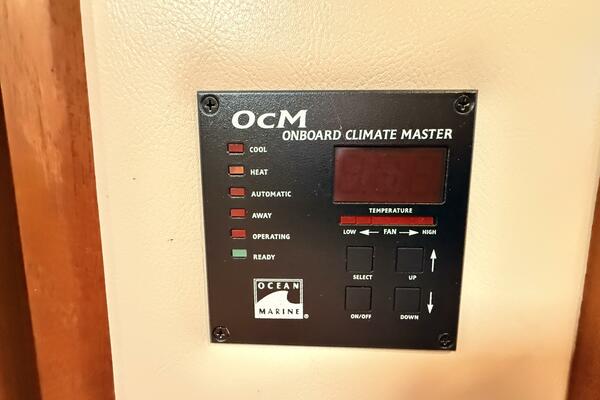 OCM
ONBOARD CLIMATE MASTER
COOL
HEAT
AUTOMATIC
AWAY
OPERATING
READY
TEMPERATURE
LOW FAN HIGH
SELECT UP
ON/OFF DOWN
OCEAN
MARINE®